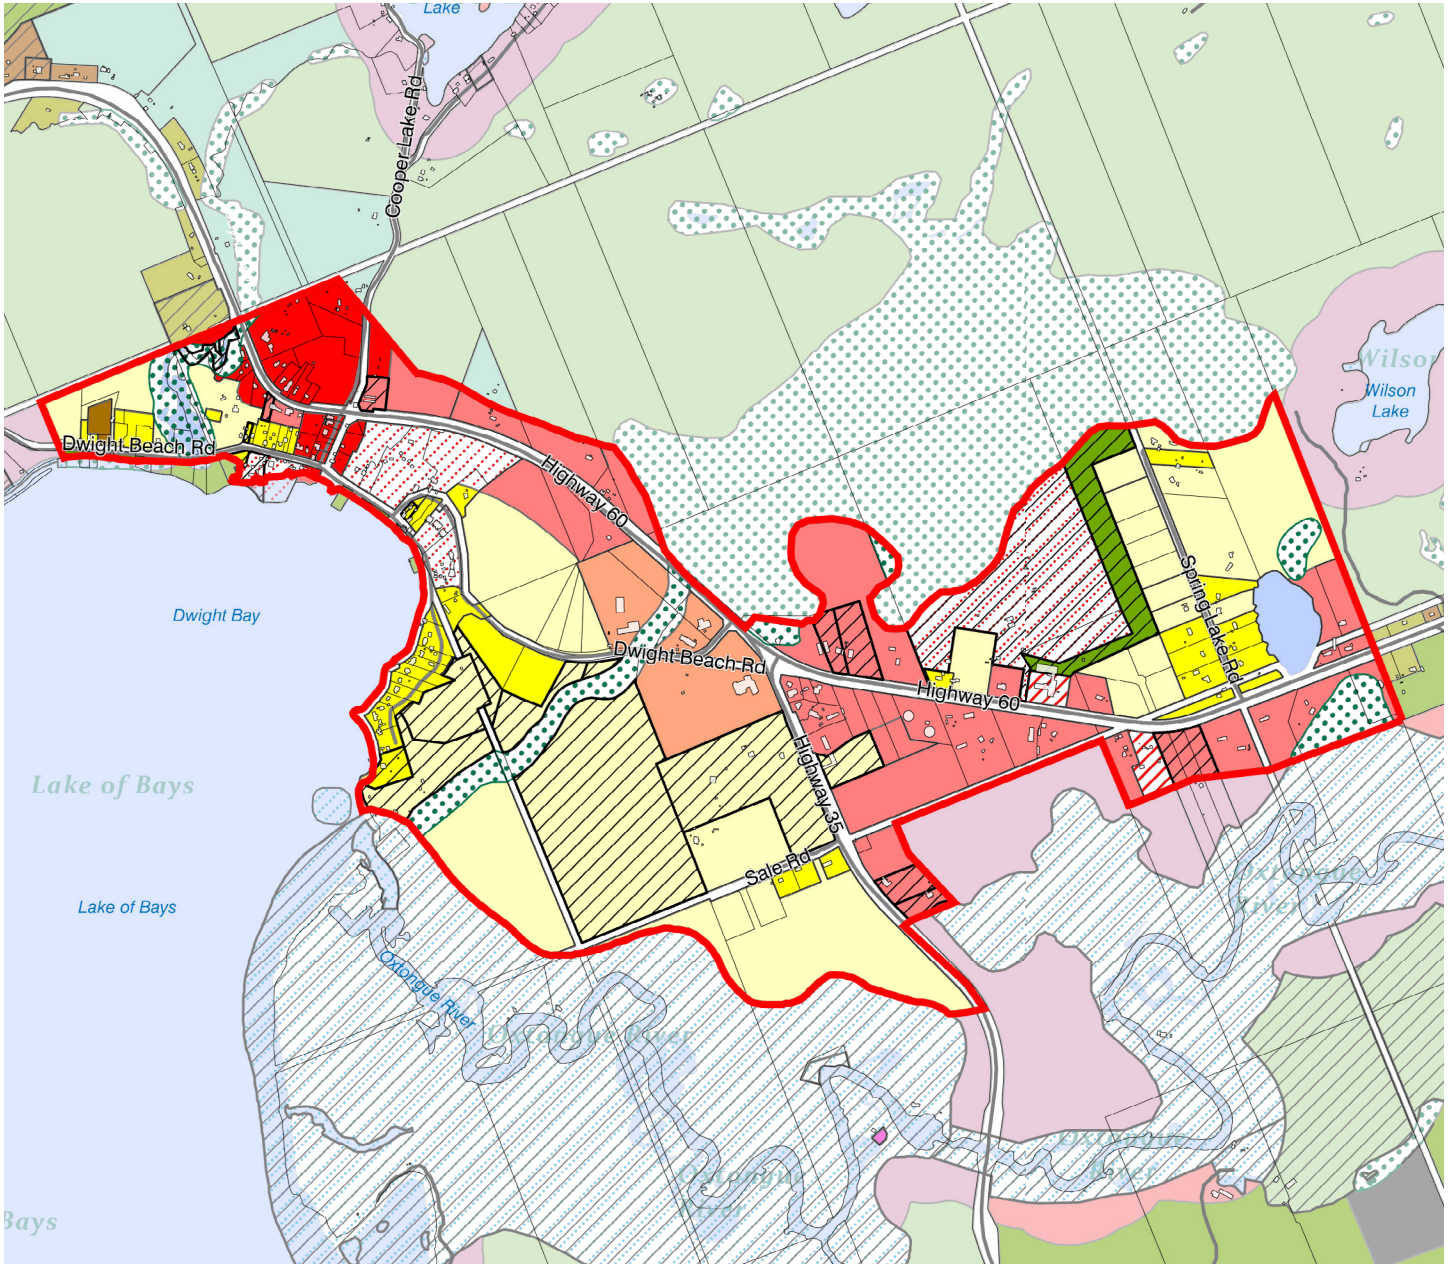 Lake
Cooper Lake Rd
Wilson
Wilson
Lake
Dwight Beach Rd
Highway 60
Spring Lake Rd
Dwight Bay
Dwight Beach Rd
Highway 60
Highway 35
Lake of Bays
Sale Rd
Oxtongue
River
Lake of Bays
Oxtongue River
Oxtongue River
Oxtongue
River
Oxtongue
River
Bays